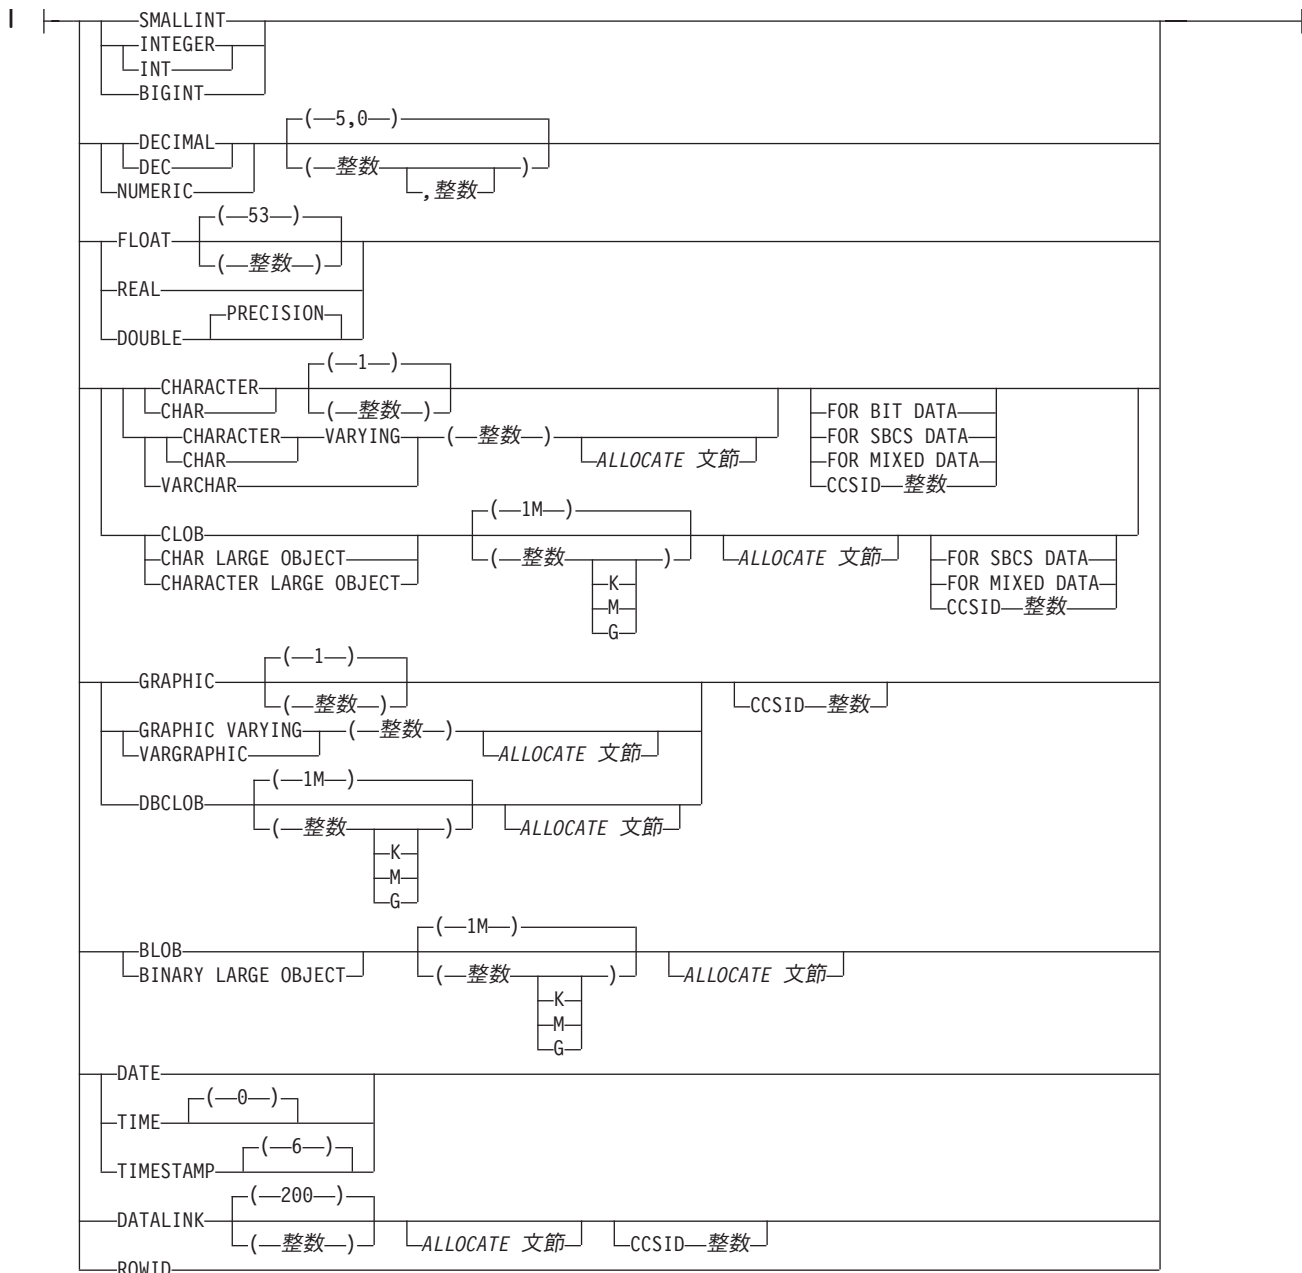 SMALLINT
INTEGER
INT
BIGINT
( 5,0 )
DECIMAL
DEC ( 整数 )
NUMERIC ,整数
( 53 )
FLOAT
( 整数 )
REAL
PRECISION
DOUBLE
( 1 )
CHARACTER
CHAR ( 整数 ) FOR BIT DATA
CHARACTER VARYING ( 整数 ) FOR SBCS DATA
CHAR ALLOCATE 文節 FOR MIXED DATA
VARCHAR CCSID 整数
( 1M )
CLOB
CHAR LARGE OBJECT ( 整数 ) ALLOCATE 文節 FOR SBCS DATA
CHARACTER LARGE OBJECT K FOR MIXED DATA
M CCSID 整数
G
( 1 )
GRAPHIC
( 整数 ) CCSID 整数
GRAPHIC VARYING ( 整数 )
VARGRAPHIC ALLOCATE 文節
( 1M )
DBCLOB
( 整数 ) ALLOCATE 文節
K
M
G
( 1M )
BLOB
BINARY LARGE OBJECT ( 整数 ) ALLOCATE 文節
K
M
G
DATE
( 0 )
TIME
( 6 )
TIMESTAMP
( 200 )
DATALINK
( 整数 ) ALLOCATE 文節 CCSID 整数
ROWID